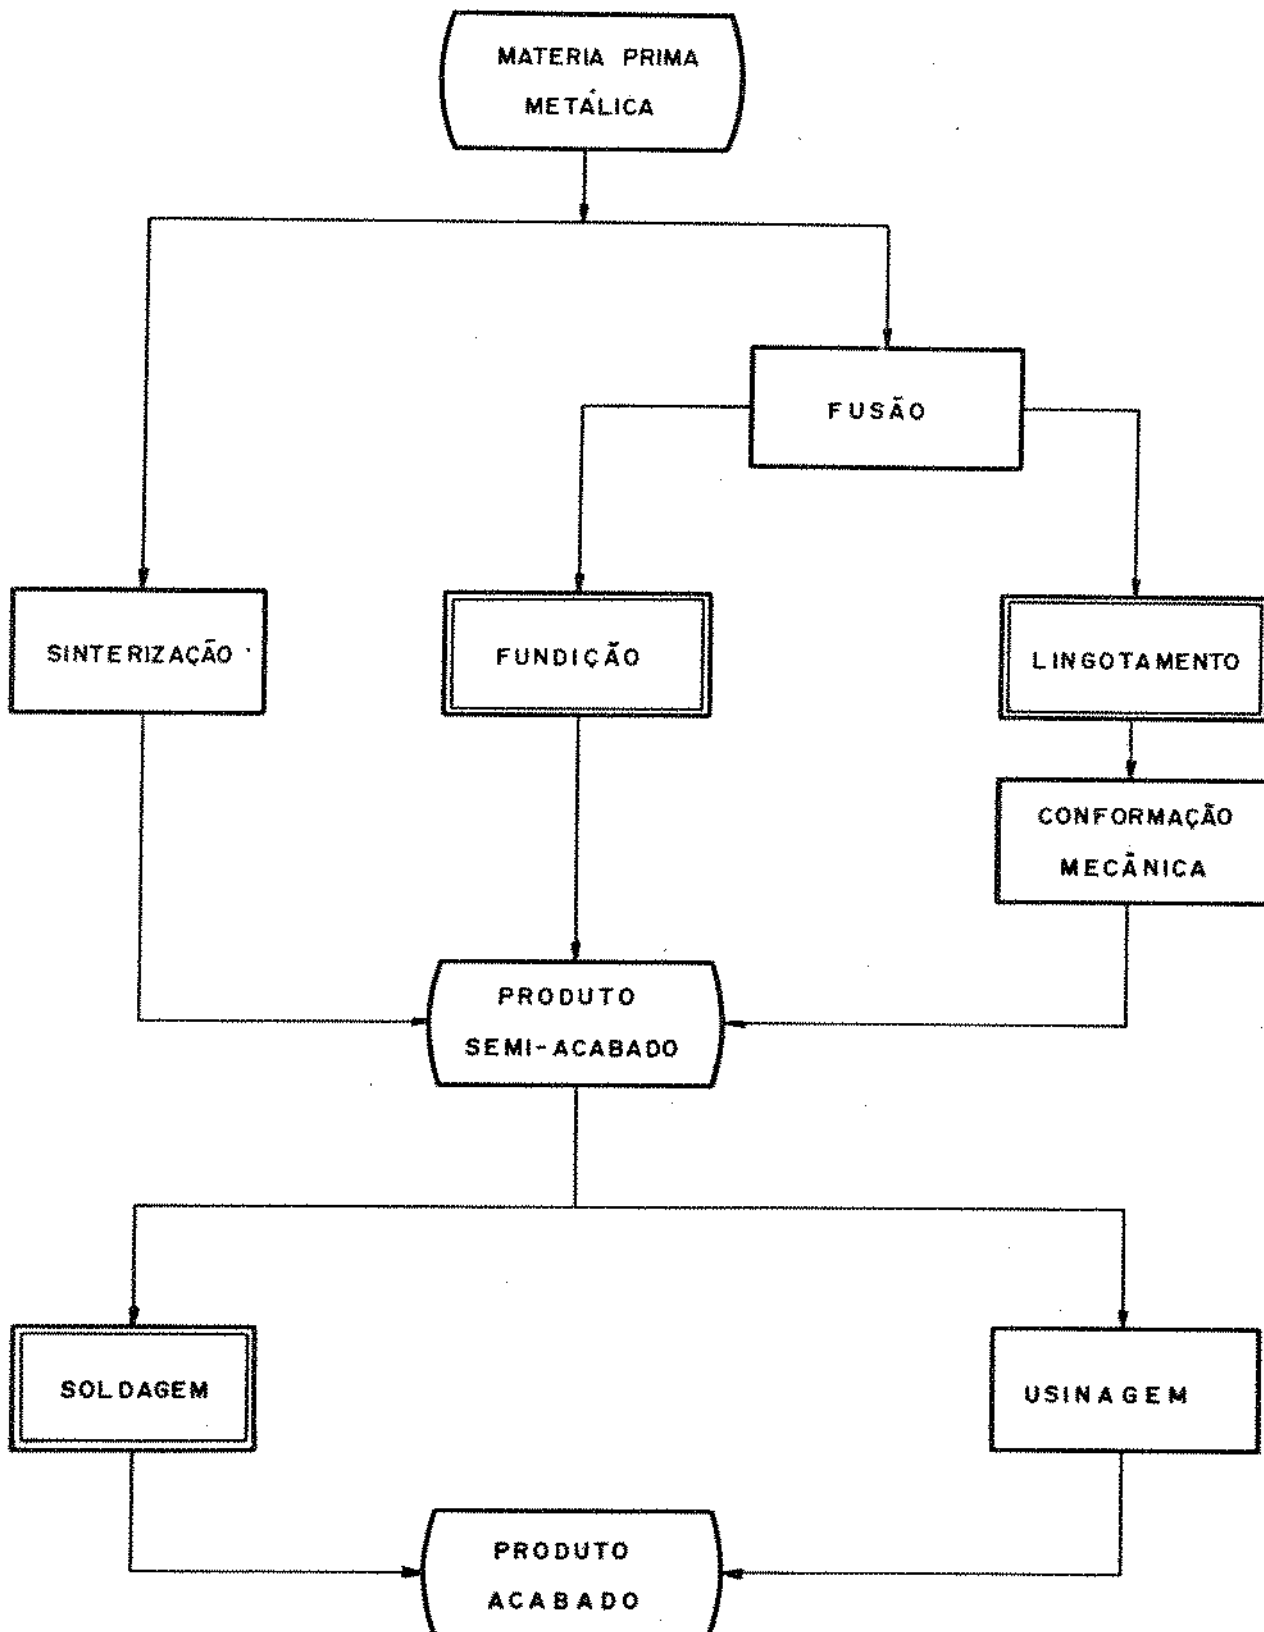 MATERIA PRIMA
METÁLICA
FUSÃO
SINTERIZAÇÃO
FUNDIÇÃO
LINGOTAMENTO
CONFORMAÇÃO
MECÂNICA
PRODUTO
SEMI-ACABADO
SOLDAGEM
USINAGEM
PRODUTO
ACABADO